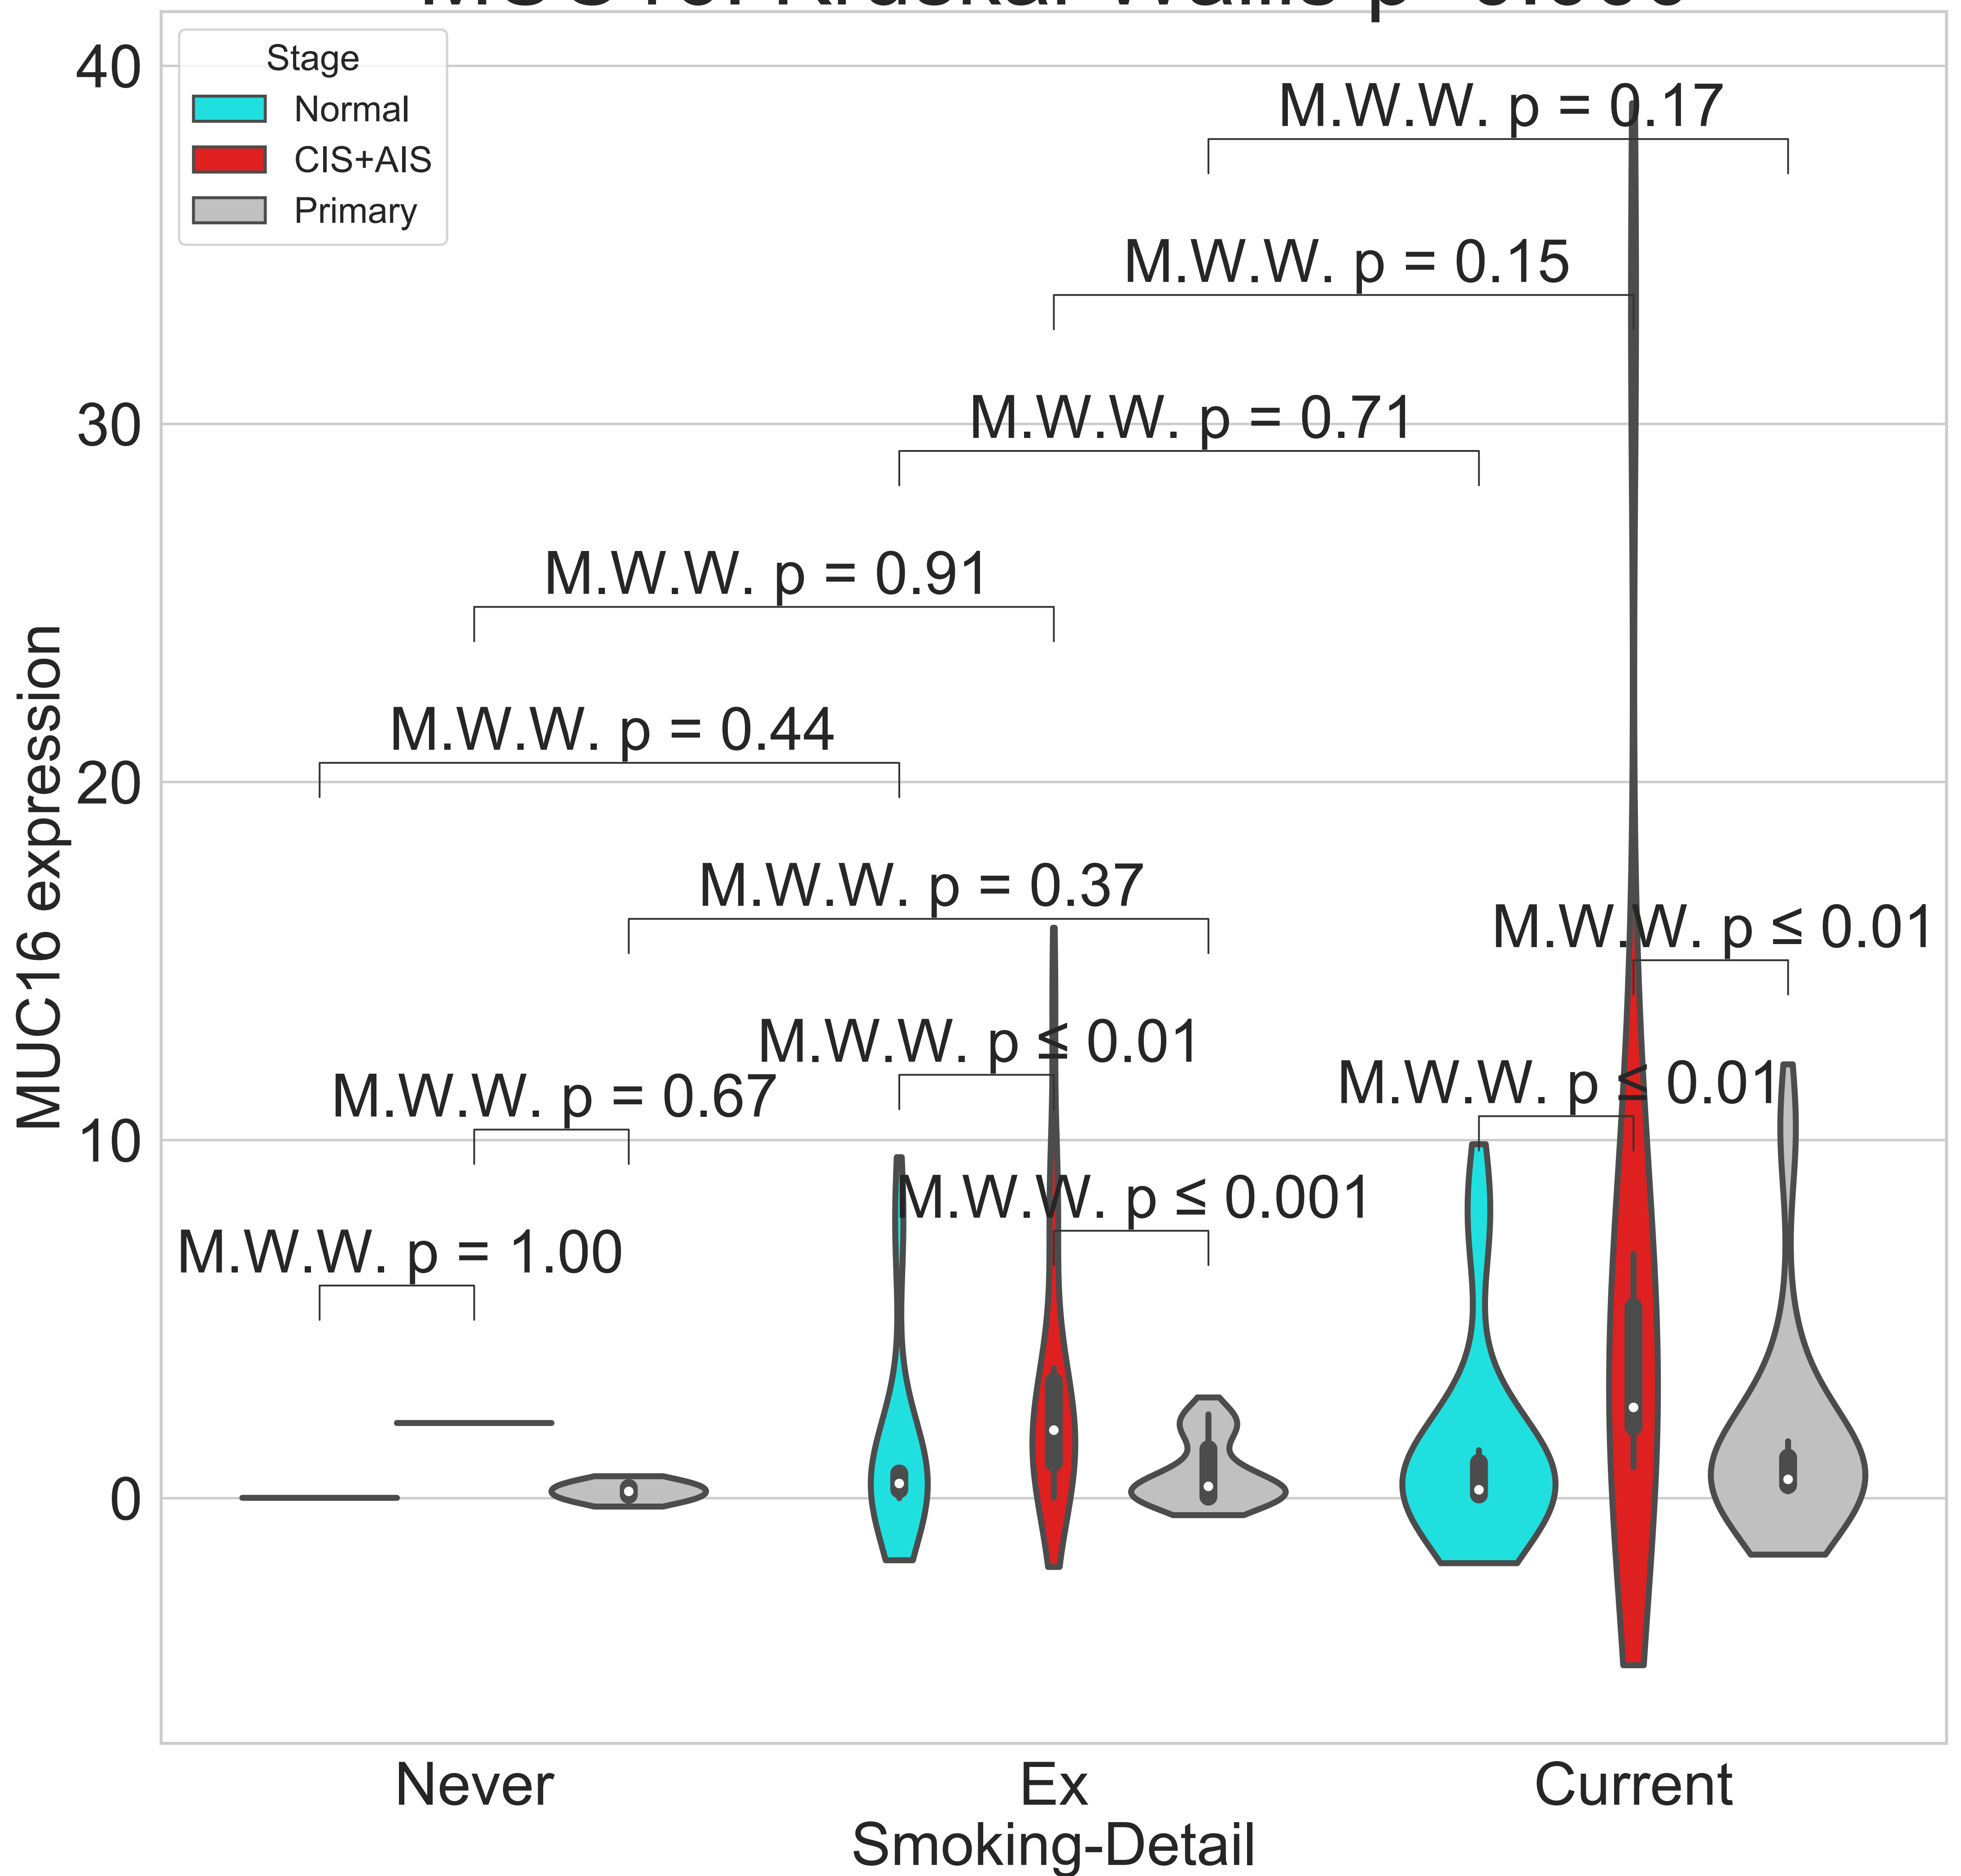 40
30
20
10
0
MUC16 expression
Stage
Normal
CIS+AIS
Primary
M.W.W. p = 0.17
M.W.W. p = 0.15
M.W.W. p = 0.71
M.W.W. p = 0.91
M.W.W. p = 0.44
M.W.W. p = 0.37
M.W.W. p ≤ 0.01
M.W.W. p ≤ 0.01
M.W.W. p = 0.67
M.W.W. p ≤ 0.01
M.W.W. p ≤ 0.001
M.W.W. p = 1.00
Never
Ex
Current
Smoking-Detail